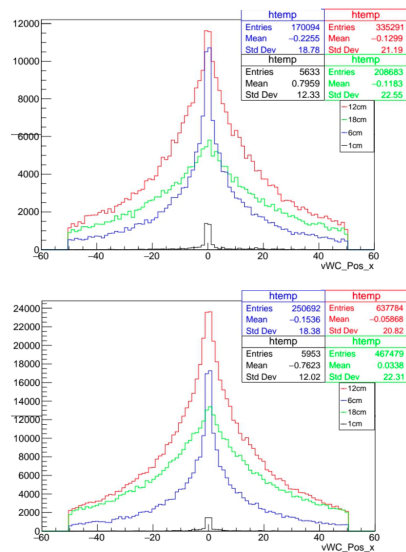 htemp htemp
Entries 170094 Entries 335291
Mean −0.2255 Mean −0.1299
Std Dev 18.78 Std Dev 21.19
htemp htemp
Entries 5633 Entries 206683
Mean 0.7959 Mean −0.1183
Std Dev 12.33 Std Dev 22.55
12cm
18cm
6cm
1cm
12000
10000
8000
6000
4000
2000
0
−60 −40 −20 0 20 40 60
vWC_Pos_x
htemp htemp
Entries 250692 Entries 637784
Mean −0.1536 Mean −0.05868
Std Dev 18.38 Std Dev 20.82
htemp htemp
Entries 5953 Entries 467479
Mean −0.7623 Mean 0.0338
Std Dev 12.02 Std Dev 22.31
12cm
6cm
18cm
1cm
24000
22000
20000
18000
16000
14000
12000
10000
8000
6000
4000
2000
0
−60 −40 −20 0 20 40 60
vWC_Pos_x